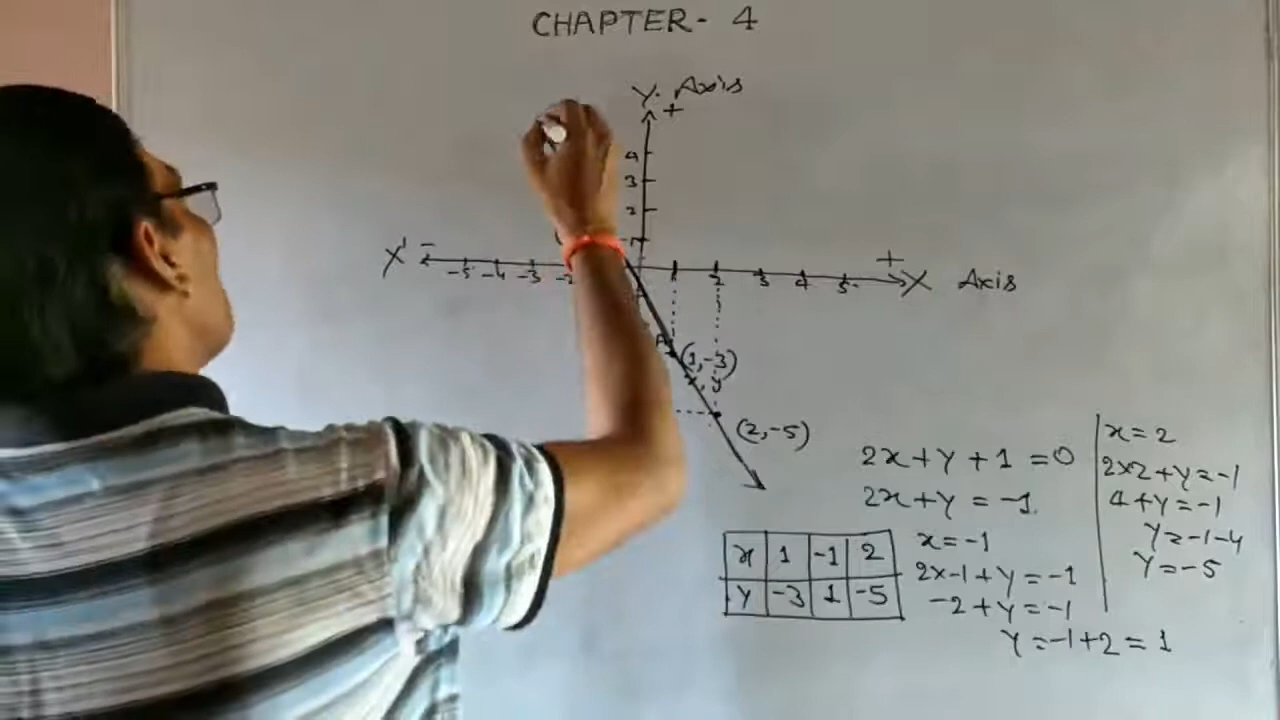 CHAPTER- 4
Y. Axis
+
4
3
2
1
X' -
-5 -4 -3 -2
1 2 3 4 5
+
X Axis
A
(1,-3)
(2,-5)
2x+y+1=0
2x+y=-1
x=-1
2x-1+y=-1
-2+y=-1
y=-1+2=1
x=2
2x2+y=-1
4+y=-1
y=-1-4
y=-5
x 1 -1 2
y -3 1 -5